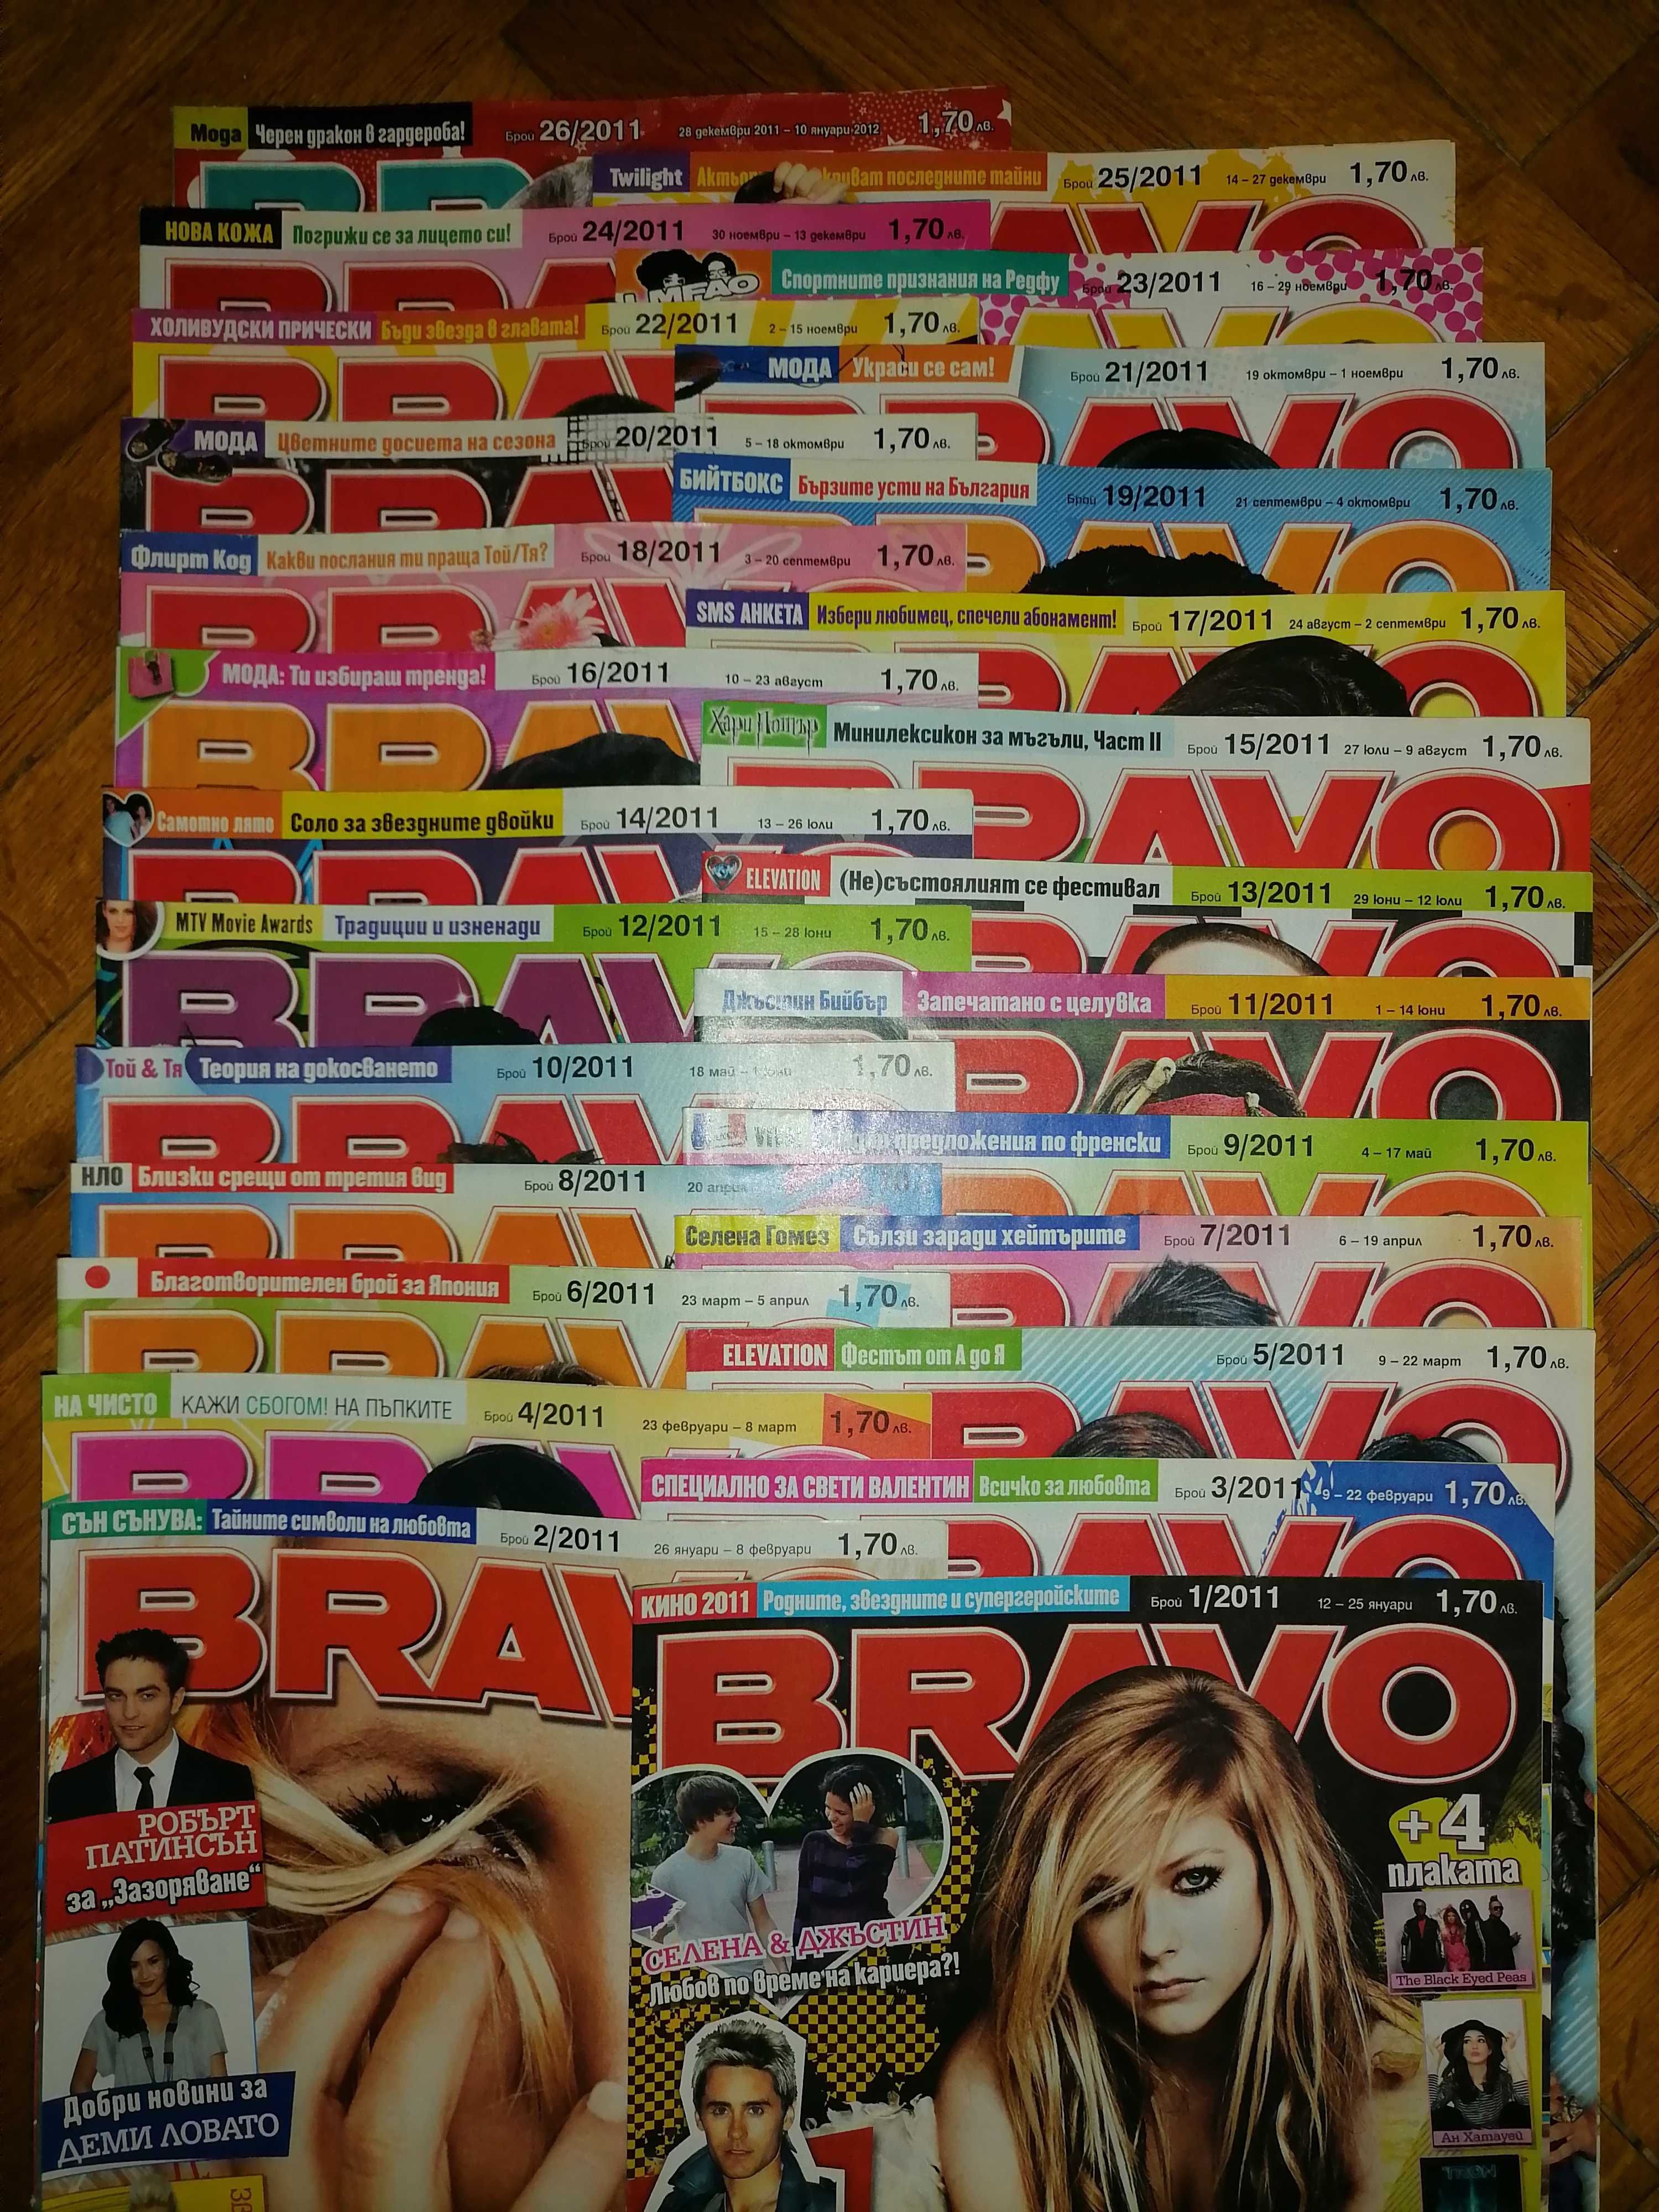 Мода Черен дракон в гардероба! Брой 26/2011 28 декември 2011 – 10 януари 2012 1,70 лв.
Twilight последните тайни Брой 25/2011 14 – 27 декември 1,70 лв.
НОВА КОЖА Погрижи се за лицето си! Брой 24/2011 30 ноември – 13 декември 1,70 лв.
LMFAO Спортните признания на Редфу Брой 23/2011 16 – 29 ноември 1,70 лв.
ХОЛИВУДСКИ ПРИЧЕСКИ Бъди звезда в главата! Брой 22/2011 2 – 15 ноември 1,70 лв.
МОДА Украси се сам! Брой 21/2011 19 октомври – 1 ноември 1,70 лв.
МОДА Цветните досиета на сезона Брой 20/2011 5 – 18 октомври 1,70 лв.
БИЙТБОКС Бързите усти на България Брой 19/2011 21 септември – 4 октомври 1,70 лв.
Флирт Код Какви послания ти праща Той/Тя? Брой 18/2011 3 – 20 септември 1,70 лв.
SMS АНКЕТА Избери любимец, спечели абонамент! Брой 17/2011 24 август – 2 септември 1,70 лв.
МОДА: Ти избираш тренда! Брой 16/2011 10 – 23 август 1,70 лв.
Хари Потър Минилексикон за мъгъли, Част II Брой 15/2011 27 юли – 9 август 1,70 лв.
BRAVO
Самотно лято Соло за звездните двойки Брой 14/2011 13 – 26 юли 1,70 лв.
ELEVATION (Не)състоялият се фестивал Брой 13/2011 29 юни – 12 юли 1,70 лв.
MTV Movie Awards Традиции и изненади Брой 12/2011 15 – 28 юни 1,70 лв.
BRAV
Джъстин Бийбър Запечатано с целувка Брой 11/2011 1 – 14 юни 1,70 лв.
Той & Тя Теория на докосването Брой 10/2011 18 май – 1,70 лв.
предложения по френски Брой 9/2011 4 – 17 май 1,70 лв.
НЛО Близки срещи от третия вид Брой 8/2011 20 април
Селена Гомез Сълзи заради хейтърите Брой 7/2011 6 – 19 април 1,70 лв.
Благотворителен брой за Япония Брой 6/2011 23 март – 5 април 1,70 лв.
ELEVATION Фестът от А до Я Брой 5/2011 9 – 22 март 1,70 лв.
НА ЧИСТО КАЖИ СБОГОМ! НА ПЪПКИТЕ Брой 4/2011 23 февруари – 8 март 1,70 лв.
СПЕЦИАЛНО ЗА СВЕТИ ВАЛЕНТИН Всичко за любовта Брой 3/2011 9 – 22 февруари 1,70 лв.
СЪН СЪНУВА: Тайните символи на любовта Брой 2/2011 26 януари – 8 февруари 1,70 лв.
BRA
РОБЪРТ
ПАТИНСЪН
за „Зазоряване“
Добри новини за
ДЕМИ ЛОВАТО
КИНО 2011 Родните, звездните и супергеройските Брой 1/2011 12 – 25 януари 1,70 лв.
BRAVO
+4
плаката
The Black Eyed Peas
СЕЛЕНА & ДЖЪСТИН
Любов по време на кариера?!
Ан Хатауей
TRON